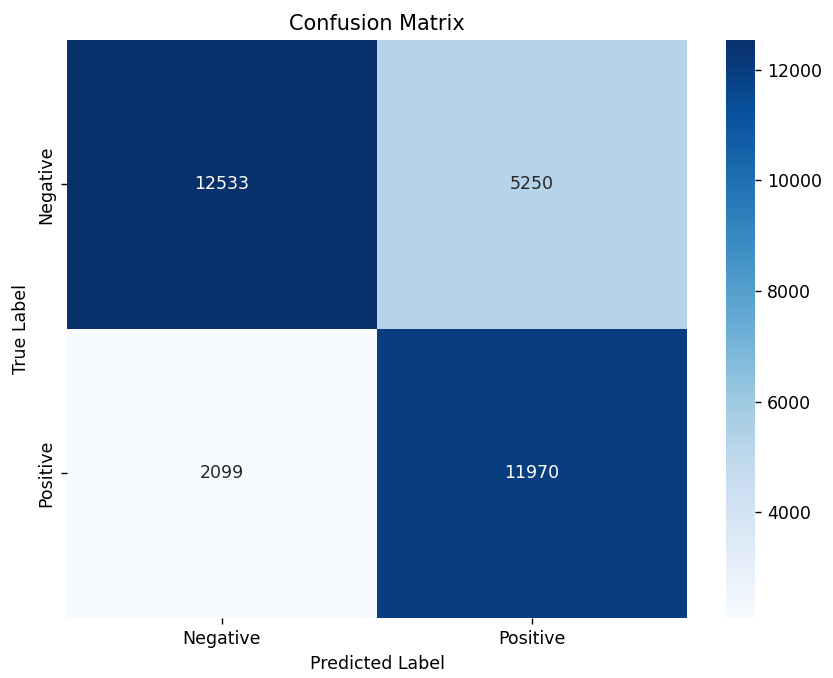 Confusion Matrix
Negative
12533
5250
Positive
2099
11970
True Label
Negative
Positive
Predicted Label
12000
10000
8000
6000
4000